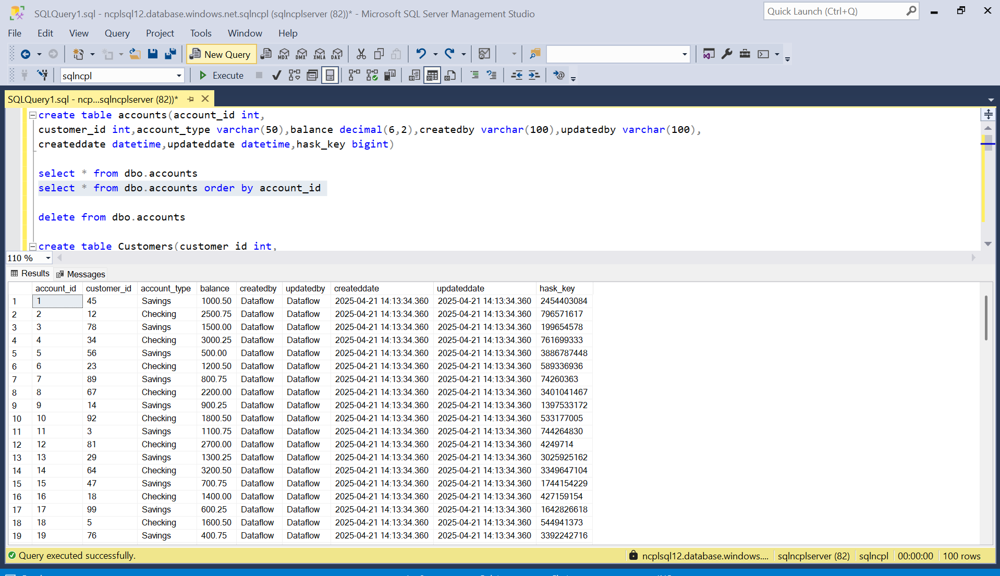 SQLQuery1.sql - ncplsql12.database.windows.net.sqlncpl (sqlncplserver (82))* - Microsoft SQL Server Management Studio
Quick Launch (Ctrl+Q)
File Edit View Query Project Tools Window Help
New Query MDX DMX XMLA DAX
sqlncpl Execute
SQLQuery1.sql - ncp...sqlncplserver (82))*
create table accounts(account_id int,
customer_id int,account_type varchar(50),balance decimal(6,2),createdby varchar(100),updatedby varchar(100),
createddate datetime,updateddate datetime,hask_key bigint)
select * from dbo.accounts
select * from dbo.accounts order by account_id
delete from dbo.accounts
create table Customers(customer_id int,
110 %
Results Messages
account_id customer_id account_type balance createdby updatedby createddate updateddate hask_key
1 1 45 Savings 1000.50 Dataflow Dataflow 2025-04-21 14:13:34.360 2025-04-21 14:13:34.360 2454403084
2 2 12 Checking 2500.75 Dataflow Dataflow 2025-04-21 14:13:34.360 2025-04-21 14:13:34.360 796571617
3 3 78 Savings 1500.00 Dataflow Dataflow 2025-04-21 14:13:34.360 2025-04-21 14:13:34.360 199654578
4 4 34 Checking 3000.25 Dataflow Dataflow 2025-04-21 14:13:34.360 2025-04-21 14:13:34.360 761699333
5 5 56 Savings 500.00 Dataflow Dataflow 2025-04-21 14:13:34.360 2025-04-21 14:13:34.360 3886787448
6 6 23 Checking 1200.50 Dataflow Dataflow 2025-04-21 14:13:34.360 2025-04-21 14:13:34.360 589336936
7 7 89 Savings 800.75 Dataflow Dataflow 2025-04-21 14:13:34.360 2025-04-21 14:13:34.360 74260363
8 8 67 Checking 2200.00 Dataflow Dataflow 2025-04-21 14:13:34.360 2025-04-21 14:13:34.360 3401041467
9 9 14 Savings 900.25 Dataflow Dataflow 2025-04-21 14:13:34.360 2025-04-21 14:13:34.360 1397533172
10 10 92 Checking 1800.50 Dataflow Dataflow 2025-04-21 14:13:34.360 2025-04-21 14:13:34.360 533177005
11 11 3 Savings 1100.75 Dataflow Dataflow 2025-04-21 14:13:34.360 2025-04-21 14:13:34.360 744264830
12 12 81 Checking 2700.00 Dataflow Dataflow 2025-04-21 14:13:34.360 2025-04-21 14:13:34.360 4249714
13 13 29 Savings 1300.25 Dataflow Dataflow 2025-04-21 14:13:34.360 2025-04-21 14:13:34.360 3025925162
14 14 64 Checking 3200.50 Dataflow Dataflow 2025-04-21 14:13:34.360 2025-04-21 14:13:34.360 3349647104
15 15 47 Savings 700.75 Dataflow Dataflow 2025-04-21 14:13:34.360 2025-04-21 14:13:34.360 1744154229
16 16 18 Checking 1400.00 Dataflow Dataflow 2025-04-21 14:13:34.360 2025-04-21 14:13:34.360 427159154
17 17 99 Savings 600.25 Dataflow Dataflow 2025-04-21 14:13:34.360 2025-04-21 14:13:34.360 1642826618
18 18 5 Checking 1600.50 Dataflow Dataflow 2025-04-21 14:13:34.360 2025-04-21 14:13:34.360 544941373
19 19 76 Savings 400.75 Dataflow Dataflow 2025-04-21 14:13:34.360 2025-04-21 14:13:34.360 3392242716
Query executed successfully. ncplsql12.database.windows.... sqlncplserver (82) sqlncpl 00:00:00 100 rows